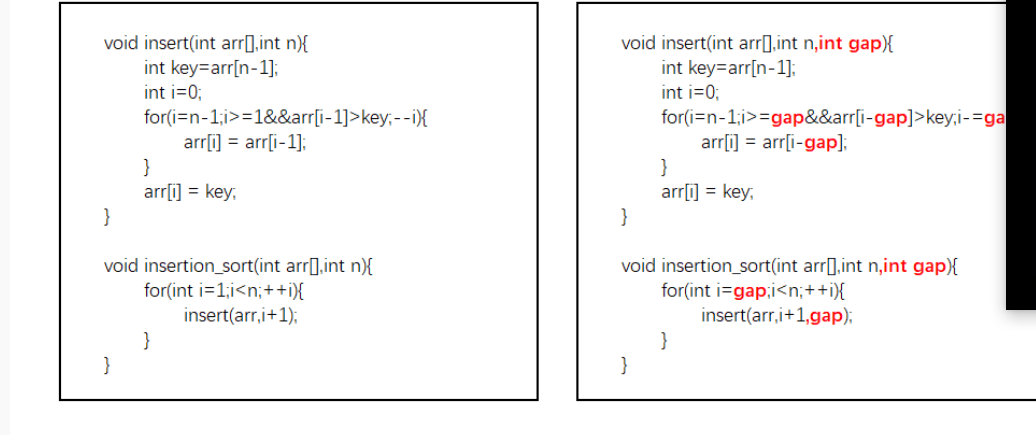 void insert(int arr[],int n){
int key=arr[n-1];
int i=0;
for(i=n-1;i>=1&&arr[i-1]>key;--i){
arr[i] = arr[i-1];
}
arr[i] = key;
}
void insertion_sort(int arr[],int n){
for(int i=1;i<n;++i){
insert(arr,i+1);
}
}
void insert(int arr[],int n,int gap){
int key=arr[n-1];
int i=0;
for(i=n-1;i>=gap&&arr[i-gap]>key;i-=ga
arr[i] = arr[i-gap];
}
arr[i] = key;
}
void insertion_sort(int arr[],int n,int gap){
for(int i=gap;i<n;++i){
insert(arr,i+1,gap);
}
}